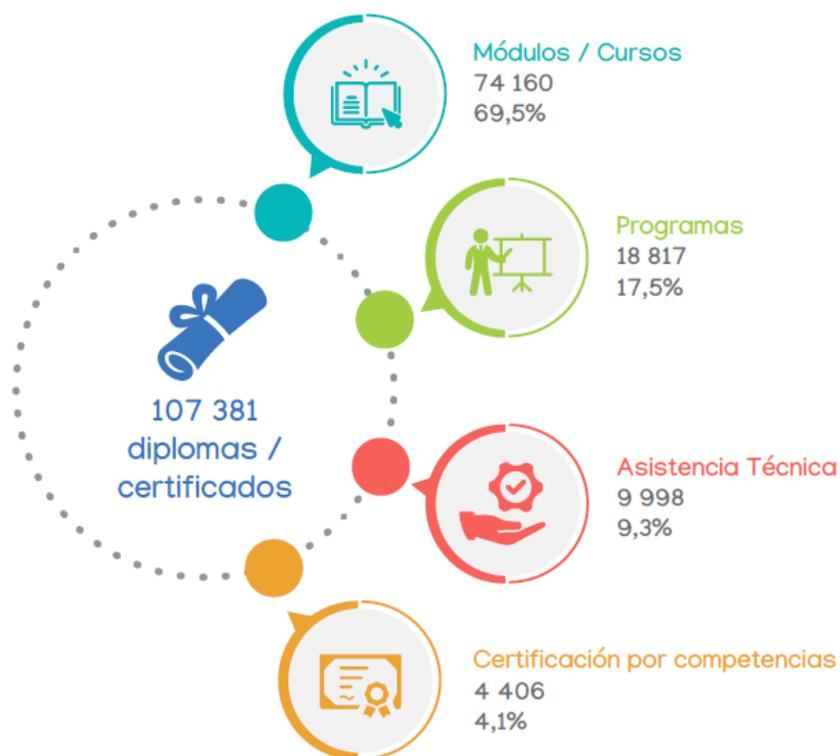 Módulos / Cursos
74 160
69,5%
Programas
18 817
17,5%
107 381
diplomas /
certificados
Asistencia Técnica
9 998
9,3%
Certificación por competencias
4 406
4,1%